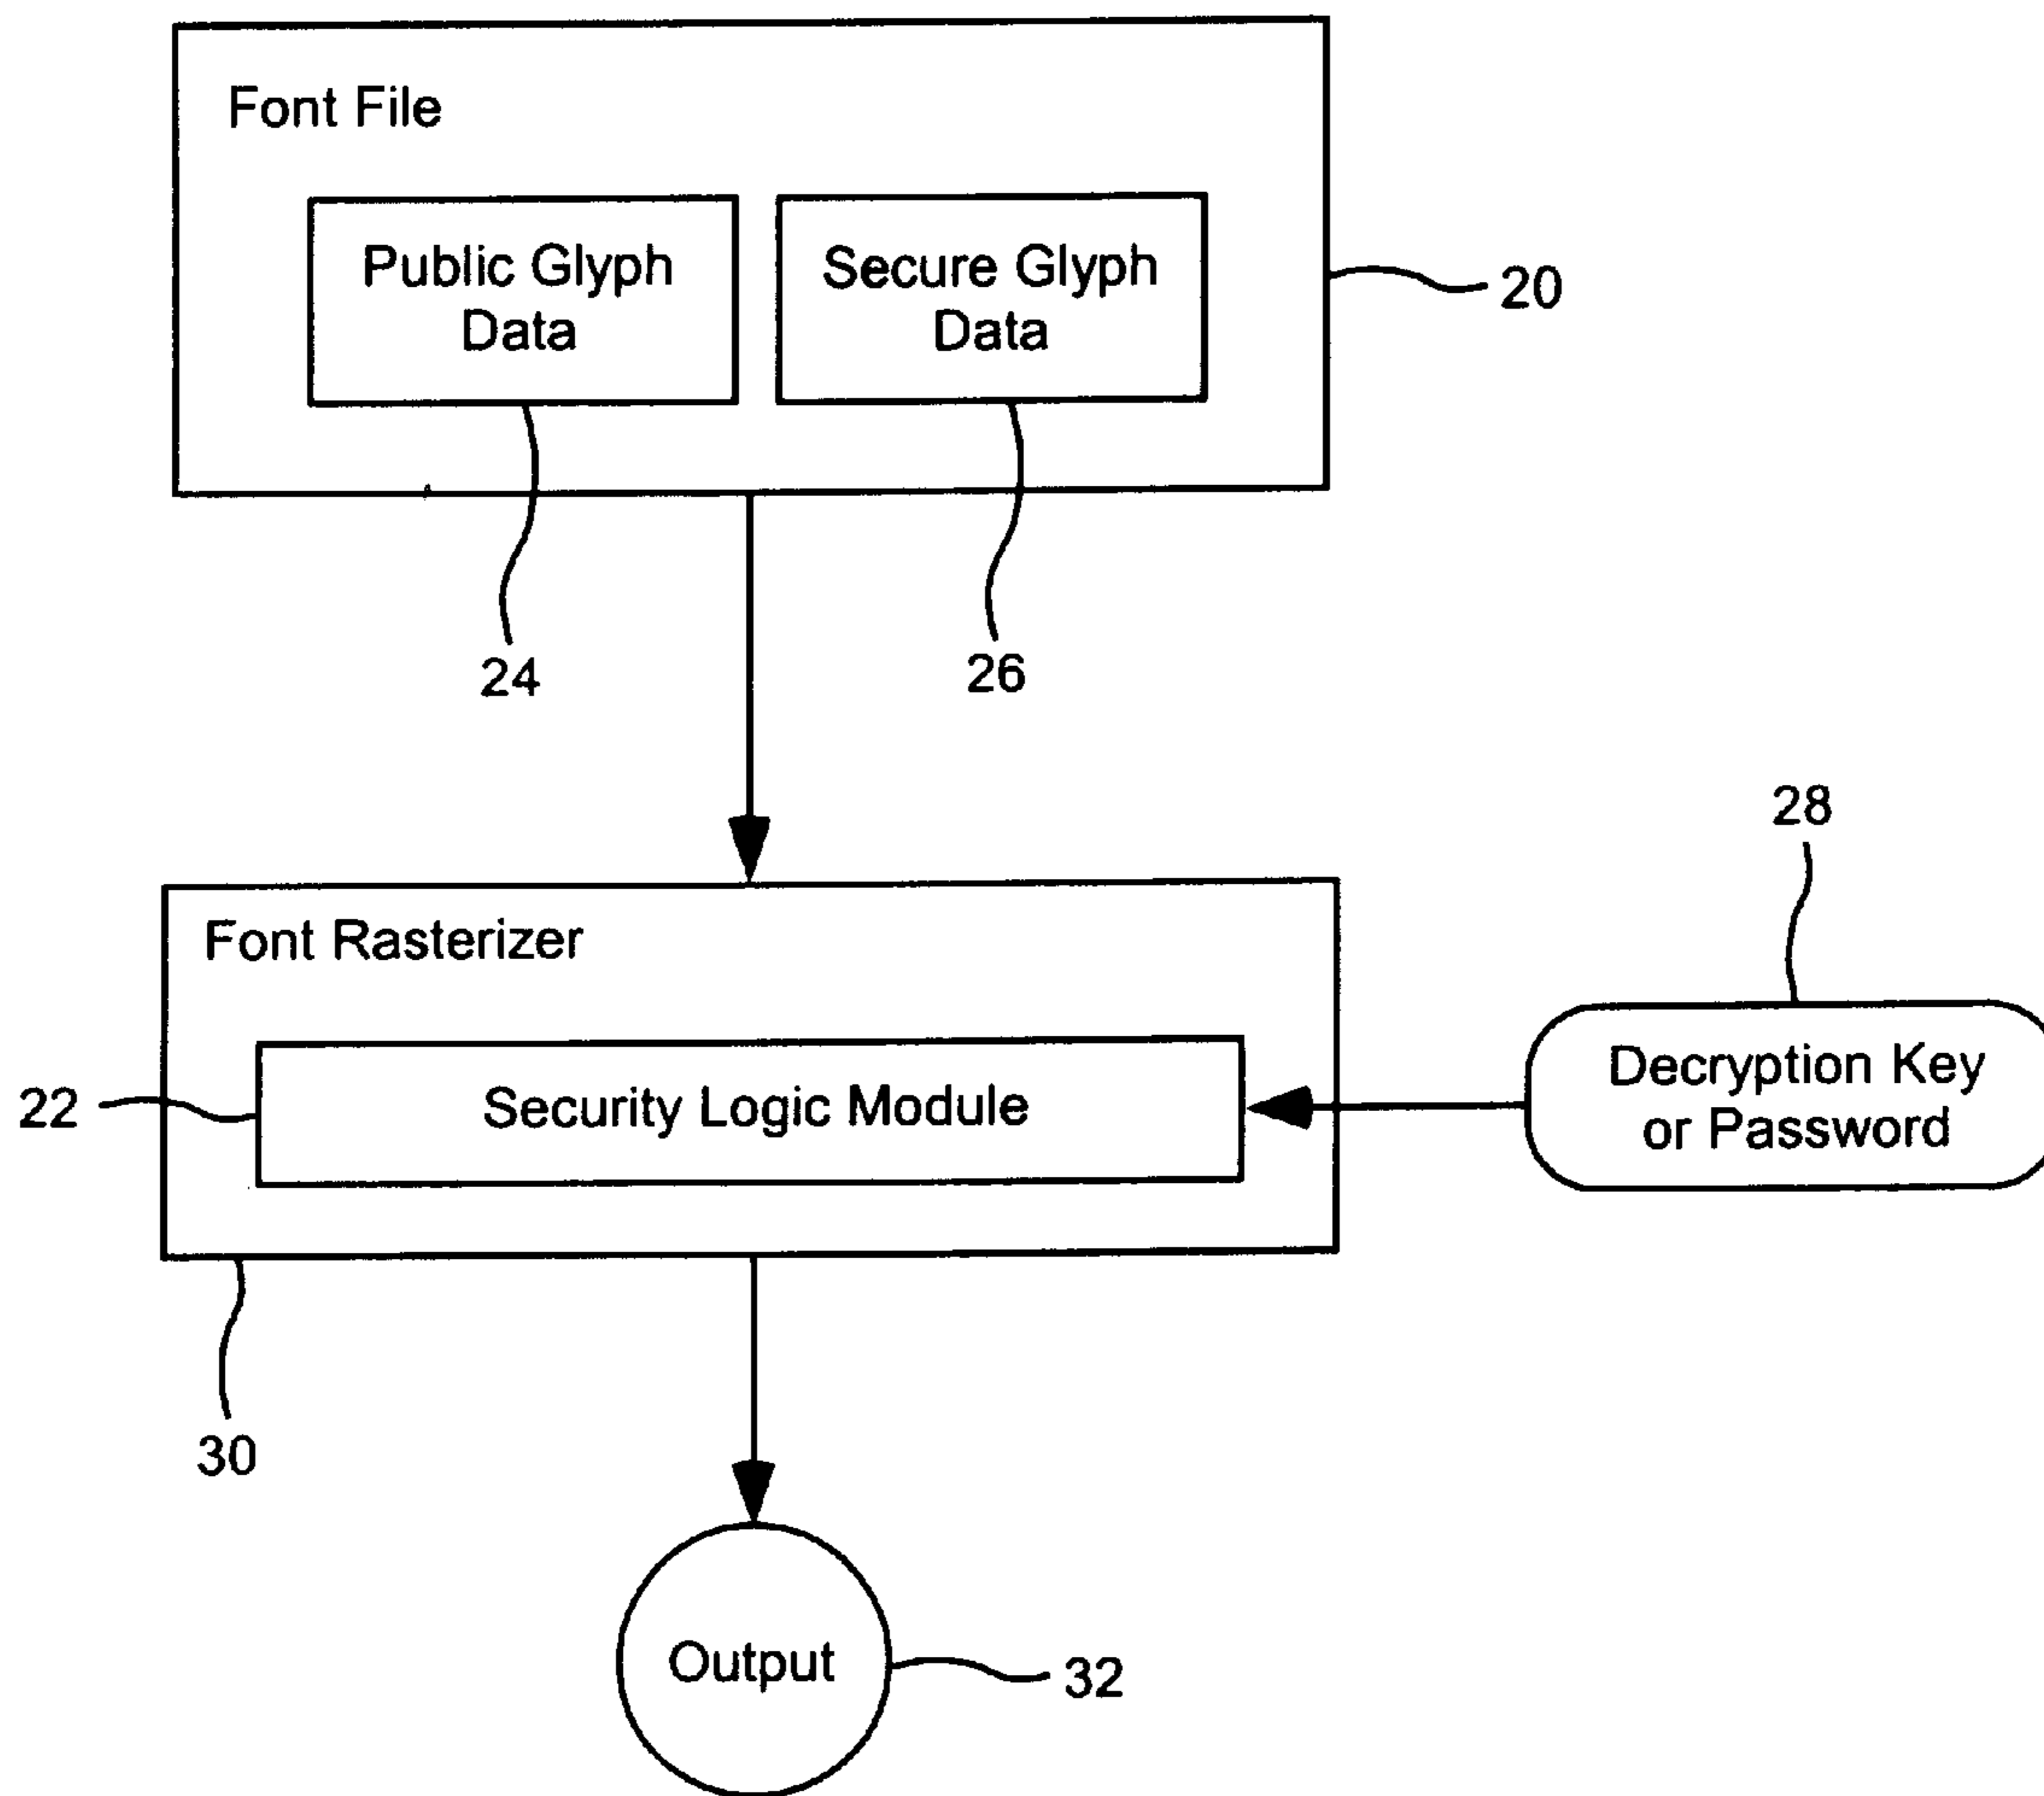 Font File
Public Glyph
Data
Secure Glyph
Data
20
24
26
28
Font Rasterizer
22
Security Logic Module
Decryption Key
or Password
30
Output
32